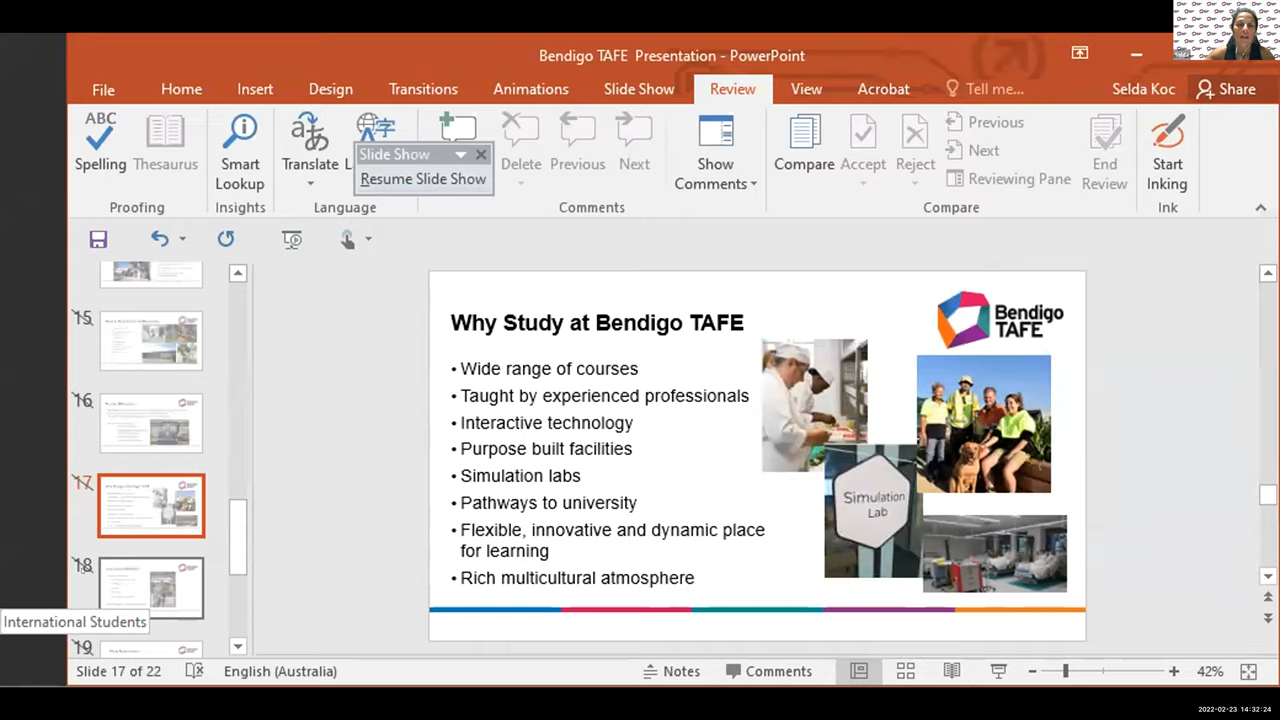 Bendigo TAFE Presentation - PowerPoint
File Home Insert Design Transitions Animations Slide Show Review View Acrobat Tell me... Selda Koc Share
ABC
Spelling Thesaurus Smart Lookup Translate Delete Previous Next Show Comments Compare Accept Reject Previous Next Reviewing Pane End Review Start Inking
Slide Show
Resume Slide Show
Proofing Insights Language Comments Compare Ink
15
16
17
18
19
International Students
Why Study at Bendigo TAFE
Bendigo
TAFE
• Wide range of courses
• Taught by experienced professionals
• Interactive technology
• Purpose built facilities
• Simulation labs
• Pathways to university
• Flexible, innovative and dynamic place
for learning
• Rich multicultural atmosphere
Simulation
Lab
Slide 17 of 22 English (Australia) Notes Comments 42%
2022-02-23 14:32:24